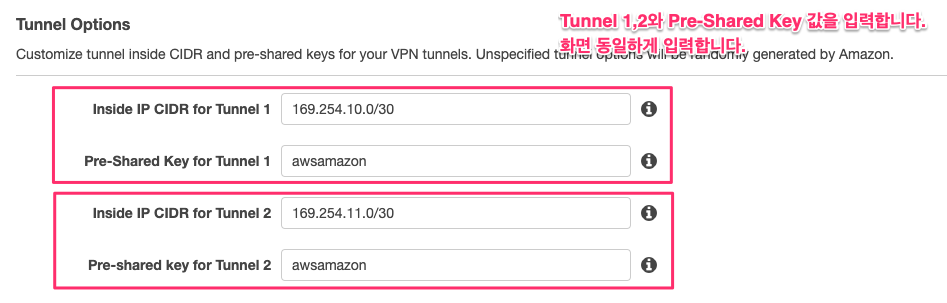 Tunnel Options
Tunnel 1,2와 Pre-Shared Key 값을 입력합니다.
화면 동일하게 입력합니다.
Customize tunnel inside CIDR and pre-shared keys for your VPN tunnels. Unspecified tunnel options will be randomly generated by Amazon.
Inside IP CIDR for Tunnel 1 169.254.10.0/30
Pre-Shared Key for Tunnel 1 awsamazon
Inside IP CIDR for Tunnel 2 169.254.11.0/30
Pre-shared key for Tunnel 2 awsamazon